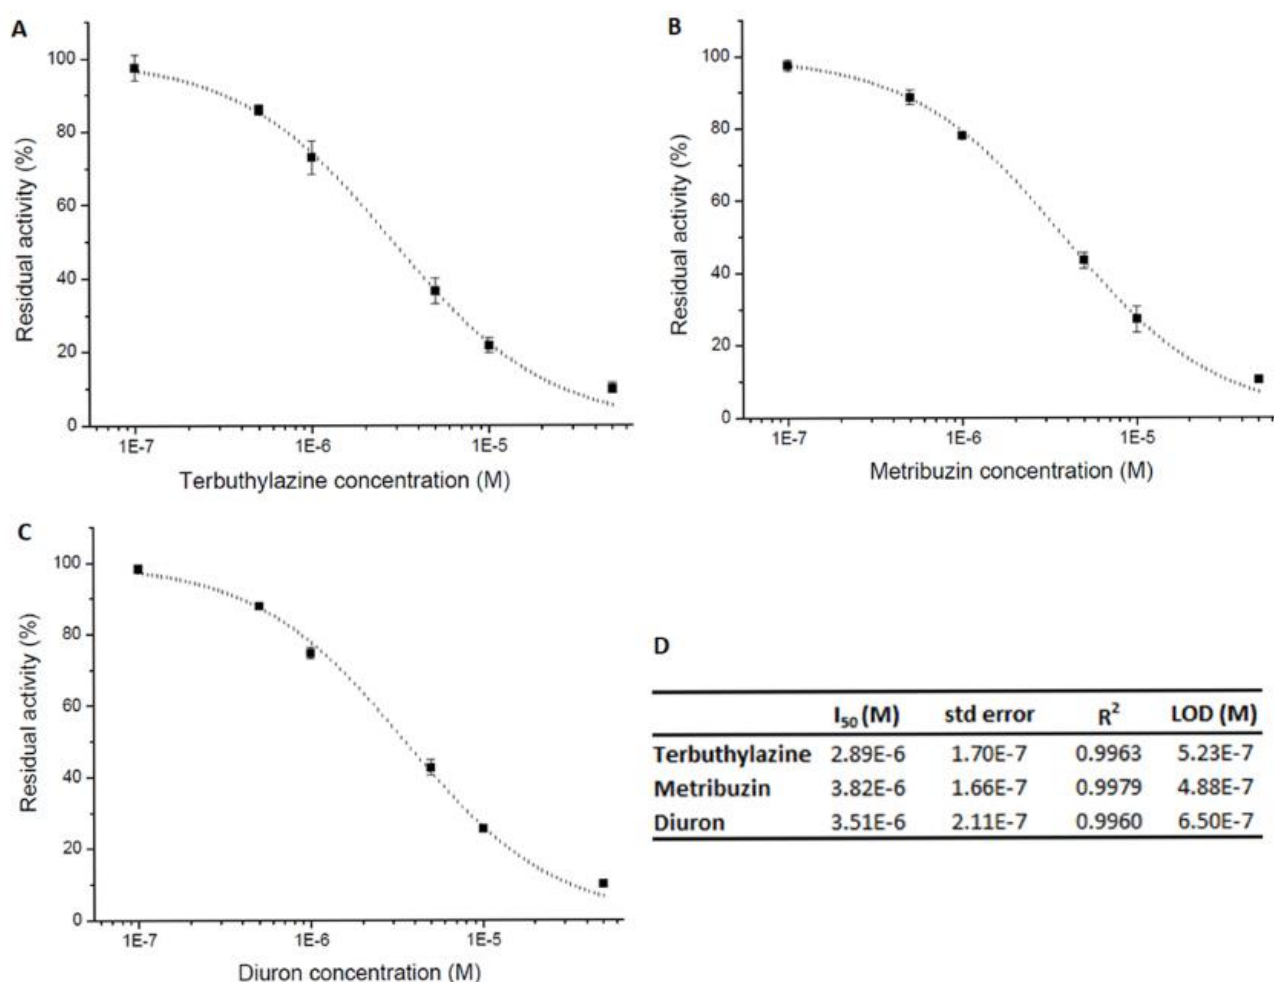 A
Residual activity (%)
100
80
60
40
20
0
1E-7 1E-6 1E-5
Terbuthylazine concentration (M)
B
Residual activity (%)
100
80
60
40
20
0
1E-7 1E-6 1E-5
Metribuzin concentration (M)
C
Residual activity (%)
100
80
60
40
20
0
1E-7 1E-6 1E-5
Diuron concentration (M)
D
I₅₀ (M) std error R² LOD (M)
Terbuthylazine 2.89E-6 1.70E-7 0.9963 5.23E-7
Metribuzin 3.82E-6 1.66E-7 0.9979 4.88E-7
Diuron 3.51E-6 2.11E-7 0.9960 6.50E-7